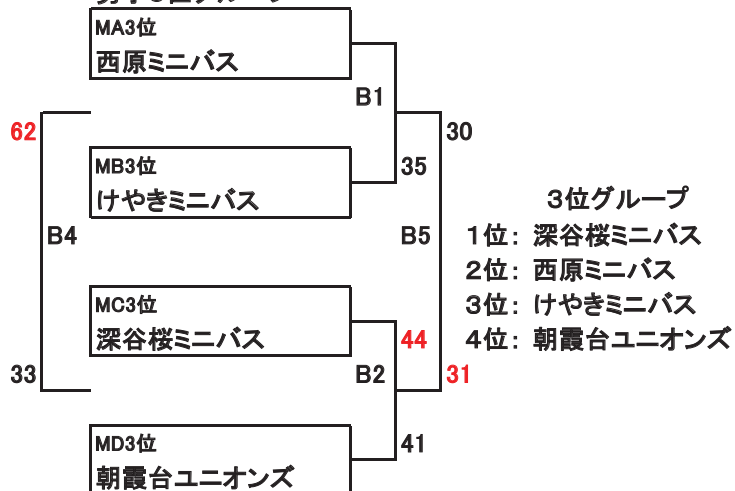 MA3位
西原ミニバス
B1
62
30
MB3位
35
けやきミニバス
3位グループ
B4
B5
1位: 深谷桜ミニバス
2位: 西原ミニバス
MC3位
3位: けやきミニバス
深谷桜ミニバス
44
4位: 朝霞台ユニオンズ
33
B2
31
MD3位
41
朝霞台ユニオンズ